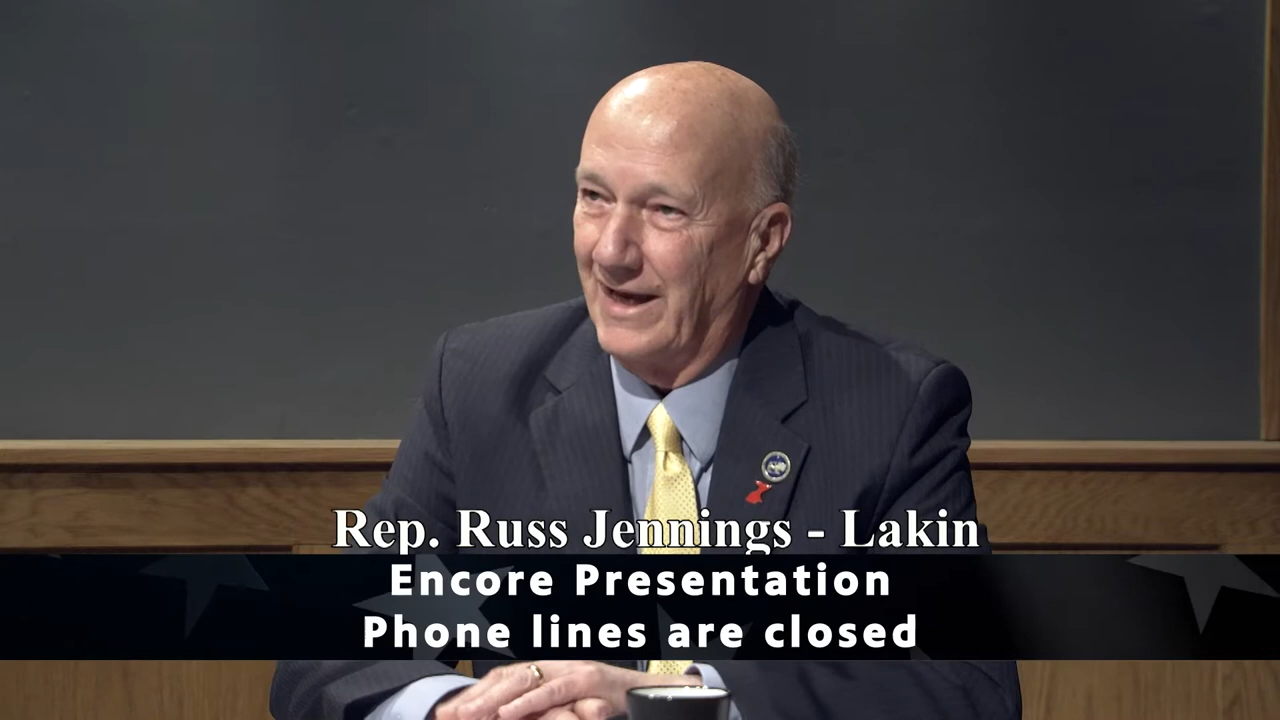 Rep. Russ Jennings - Lakin
Encore Presentation
Phone lines are closed